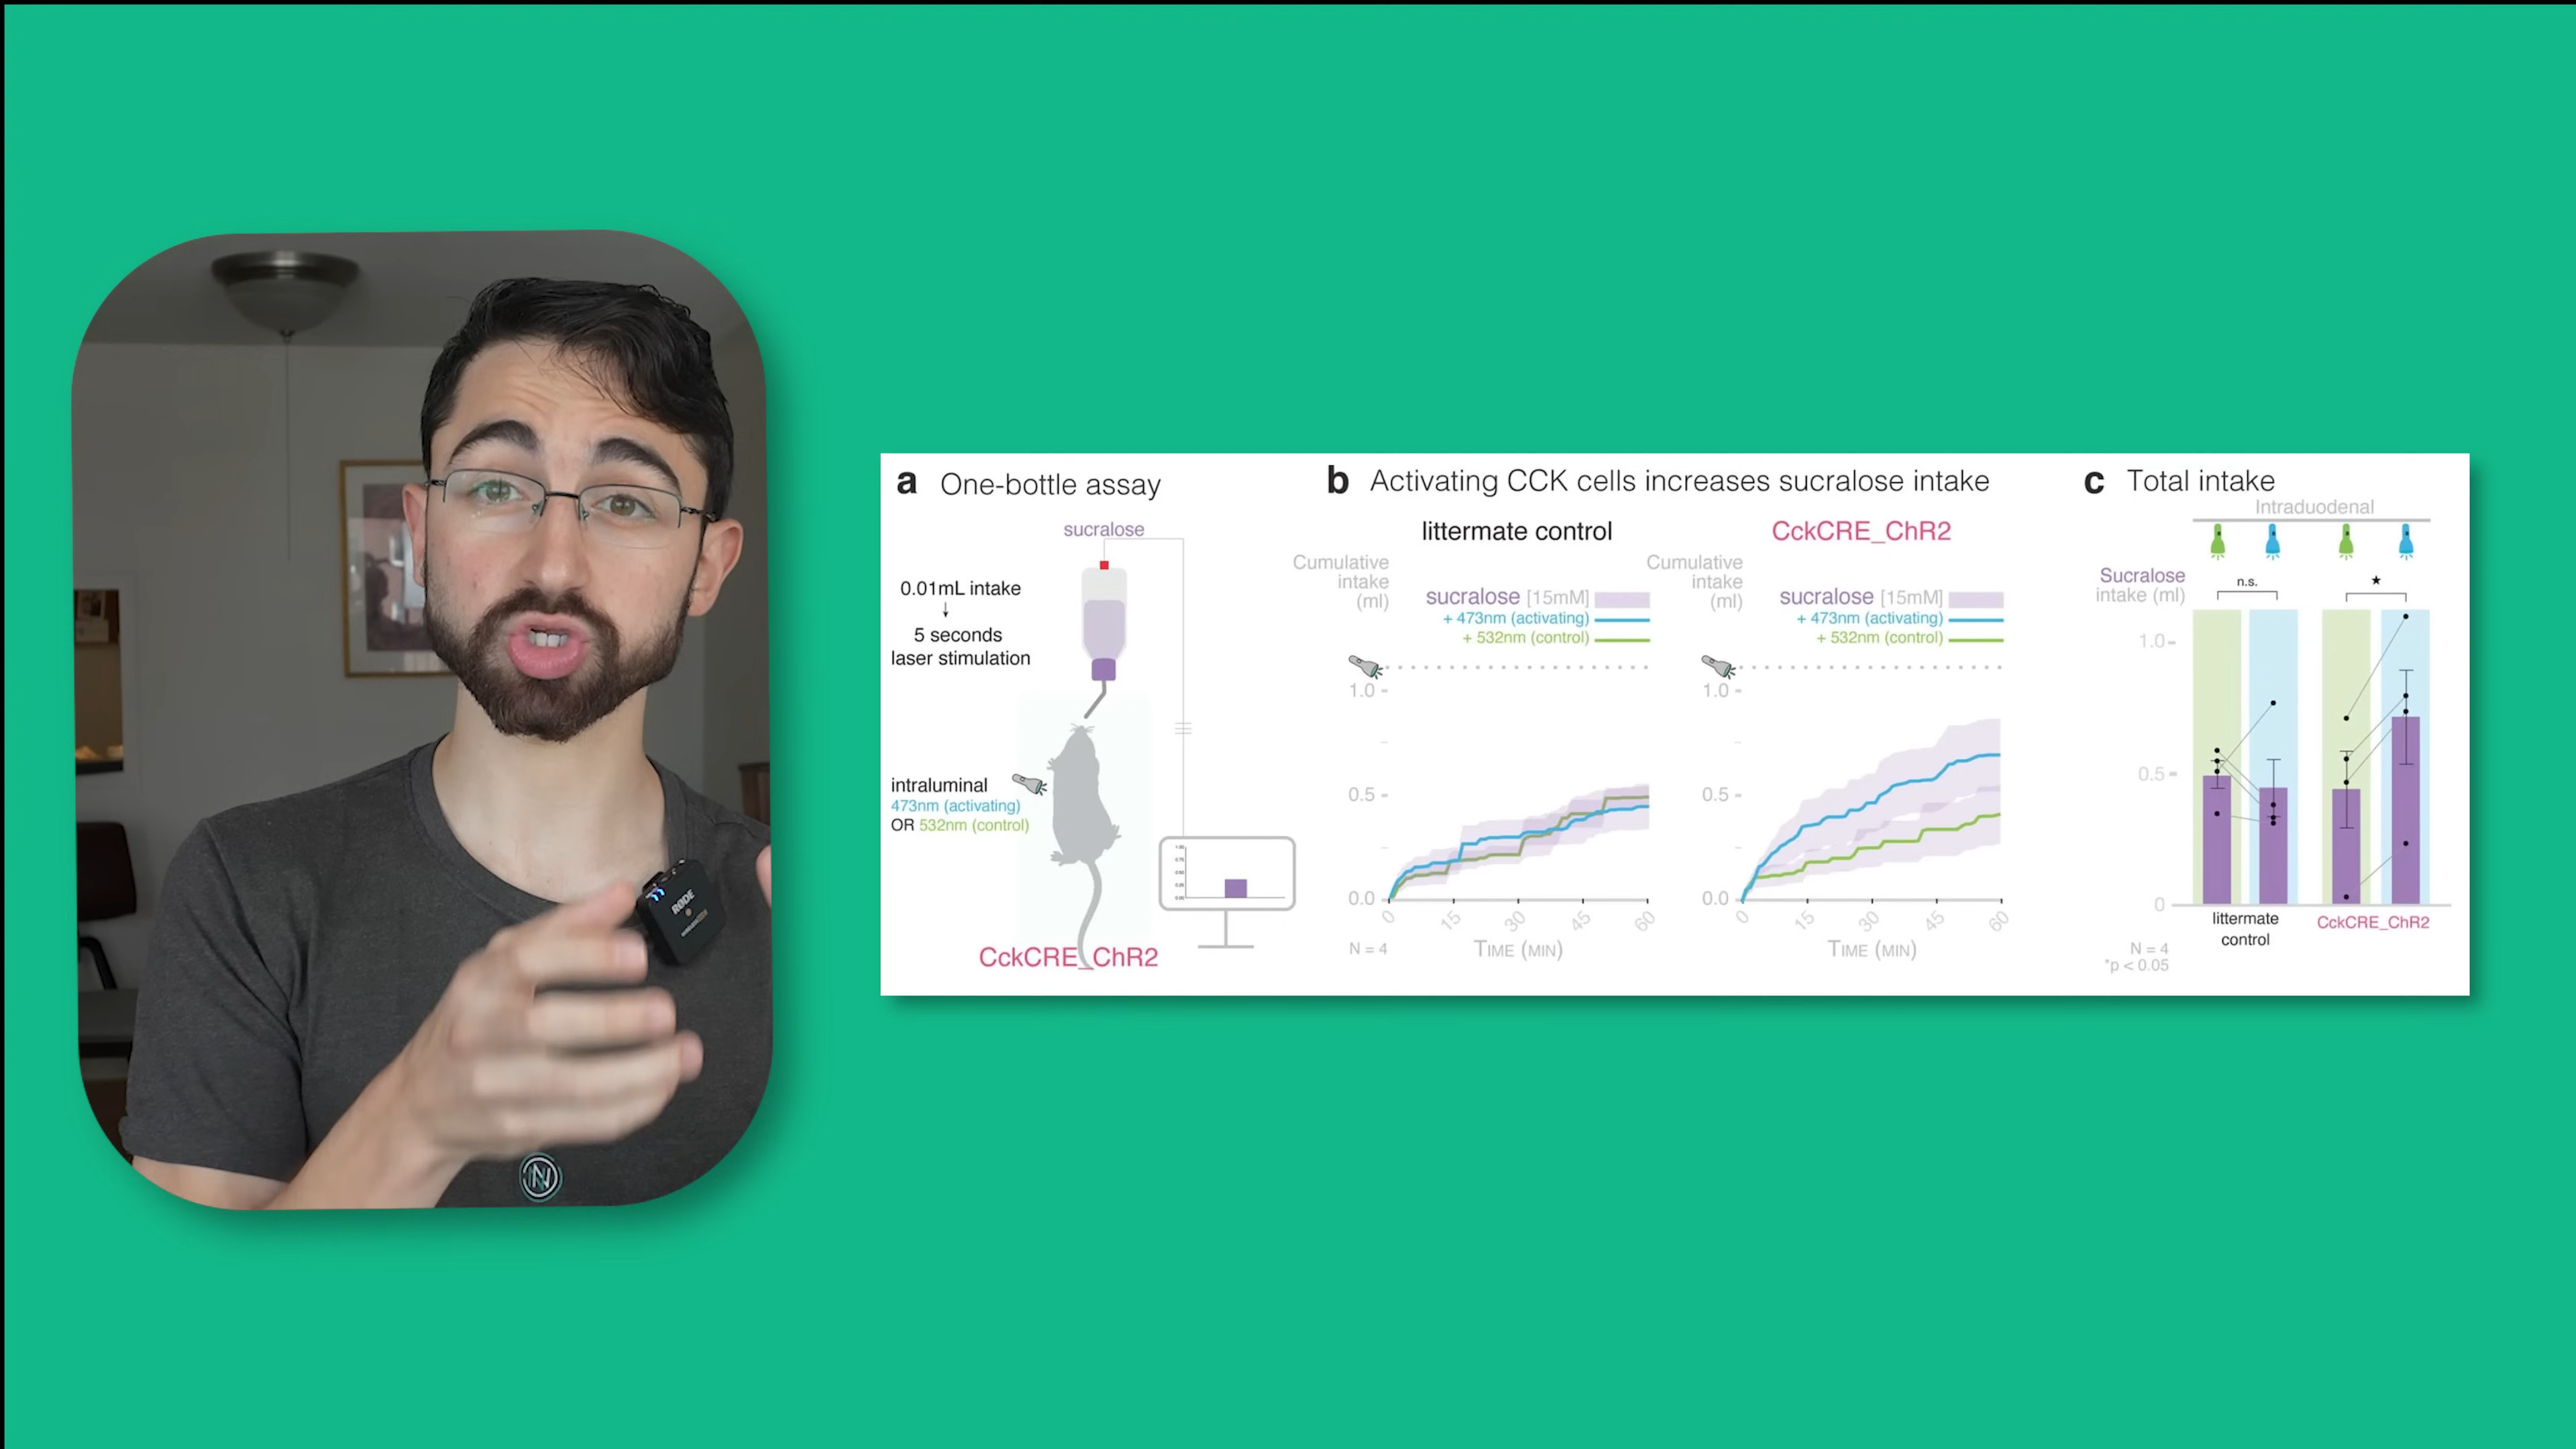 RØDE
N
a One-bottle assay
sucralose
0.01mL intake
↓
5 seconds
laser stimulation
intraluminal
473nm (activating)
OR 532nm (control)
CckCRE_ChR2
b Activating CCK cells increases sucralose intake
littermate control
Cumulative
intake
(ml)
sucralose [15mM]
+ 473nm (activating)
+ 532nm (control)
1.0
0.5
0.0
0 15 30 45 60
N = 4
TIME (MIN)
CckCRE_ChR2
Cumulative
intake
(ml)
sucralose [15mM]
+ 473nm (activating)
+ 532nm (control)
1.0
0.5
0.0
0 15 30 45 60
TIME (MIN)
c Total intake
Intraduodenal
Sucralose
intake (ml)
n.s.
★
1.0
0.5
0
littermate
control
CckCRE_ChR2
N = 4
*p < 0.05